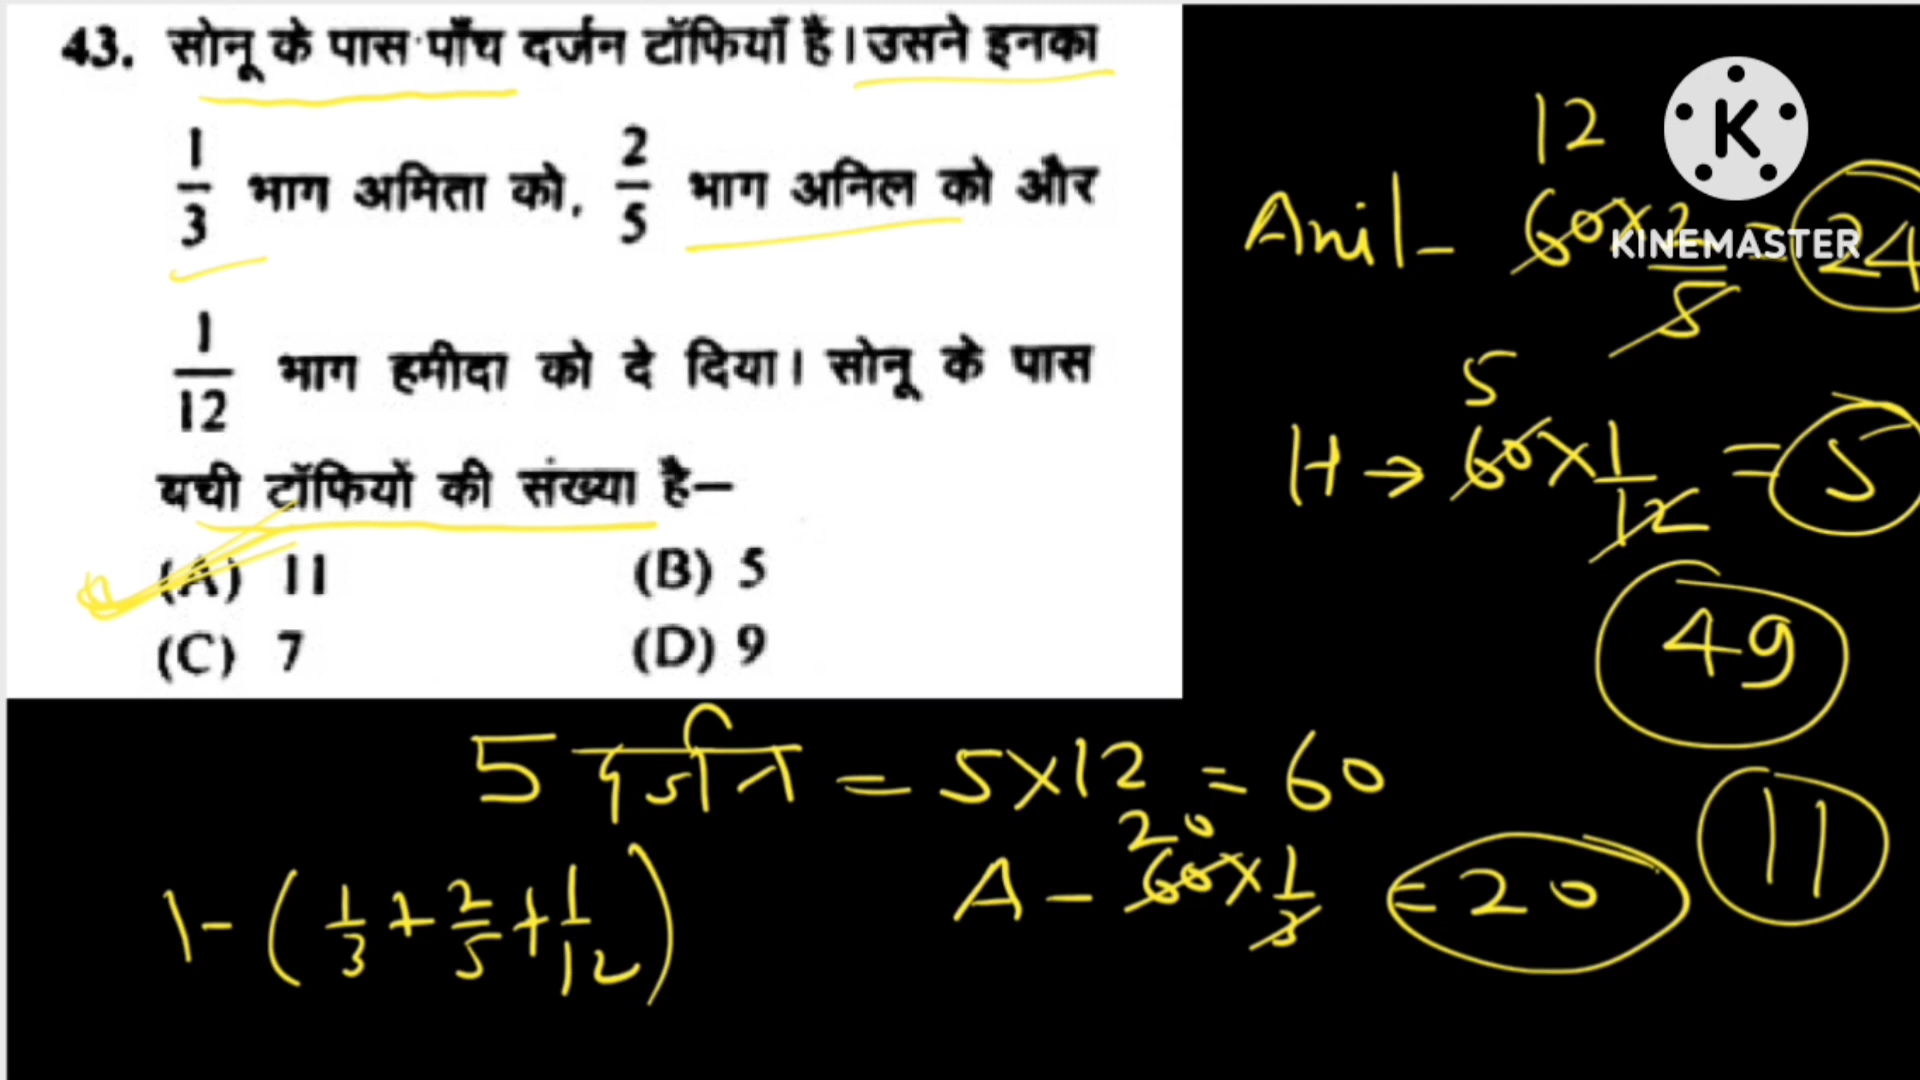 43. सोनू के पास पाँच दर्जन टॉफियाँ है। उसने इनका
1/3 भाग अमिता को, 2/5 भाग अनिल को और
1/12 भाग हमीदा को दे दिया। सोनू के पास
बची टॉफियों की संख्या है–
(A) 11 (B) 5
(C) 7 (D) 9
12
Anil - 60 × 2/5 = 24
K
KINEMASTER
5
H → 60 × 1/12 = 5
49
5 दर्जन = 5×12 = 60
11
20
A - 60 × 1/3 = 20
1 - (1/3 + 2/5 + 1/12)